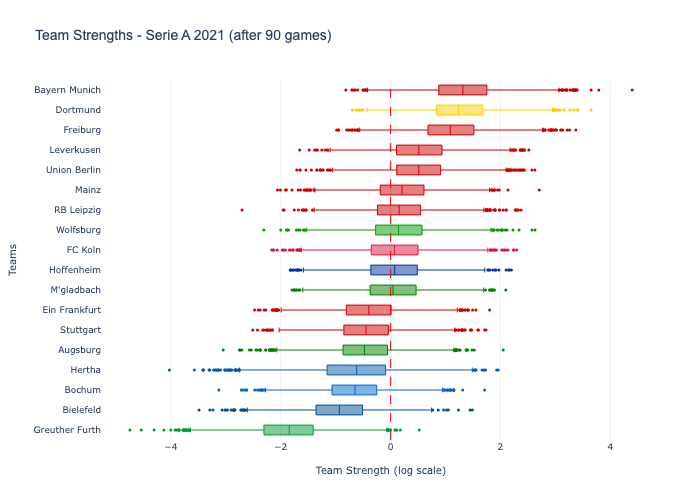 Team Strengths - Serie A 2021 (after 90 games)
Bayern Munich
Dortmund
Freiburg
Leverkusen
Union Berlin
Mainz
RB Leipzig
Wolfsburg
FC Koln
Hoffenheim
M'gladbach
Ein Frankfurt
Stuttgart
Augsburg
Hertha
Bochum
Bielefeld
Greuther Furth
Teams
−4 −2 0 2 4
Team Strength (log scale)